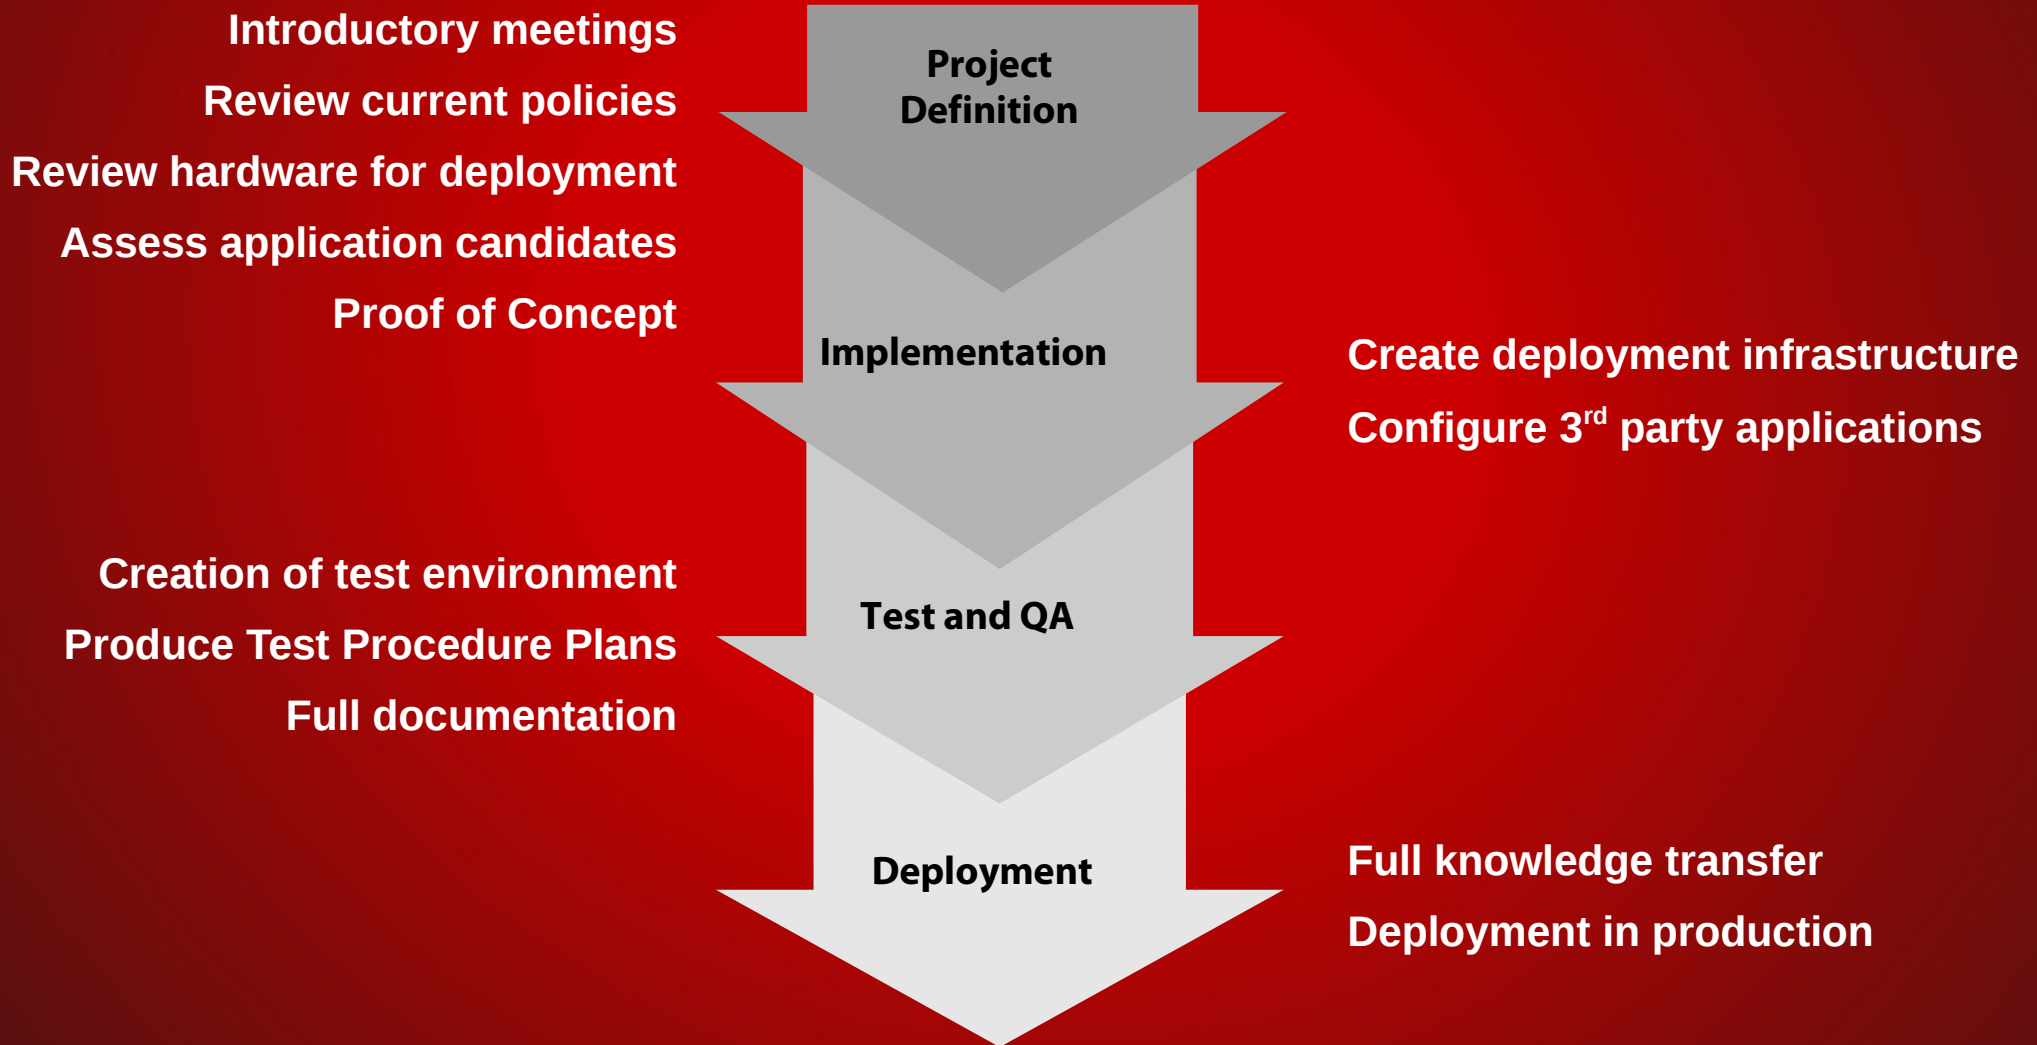 Introductory meetings
Review current policies
Review hardware for deployment
Assess application candidates
Proof of Concept
Project
Definition
Implementation
Create deployment infrastructure
Configure 3rd party applications
Creation of test environment
Produce Test Procedure Plans
Full documentation
Test and QA
Deployment
Full knowledge transfer
Deployment in production